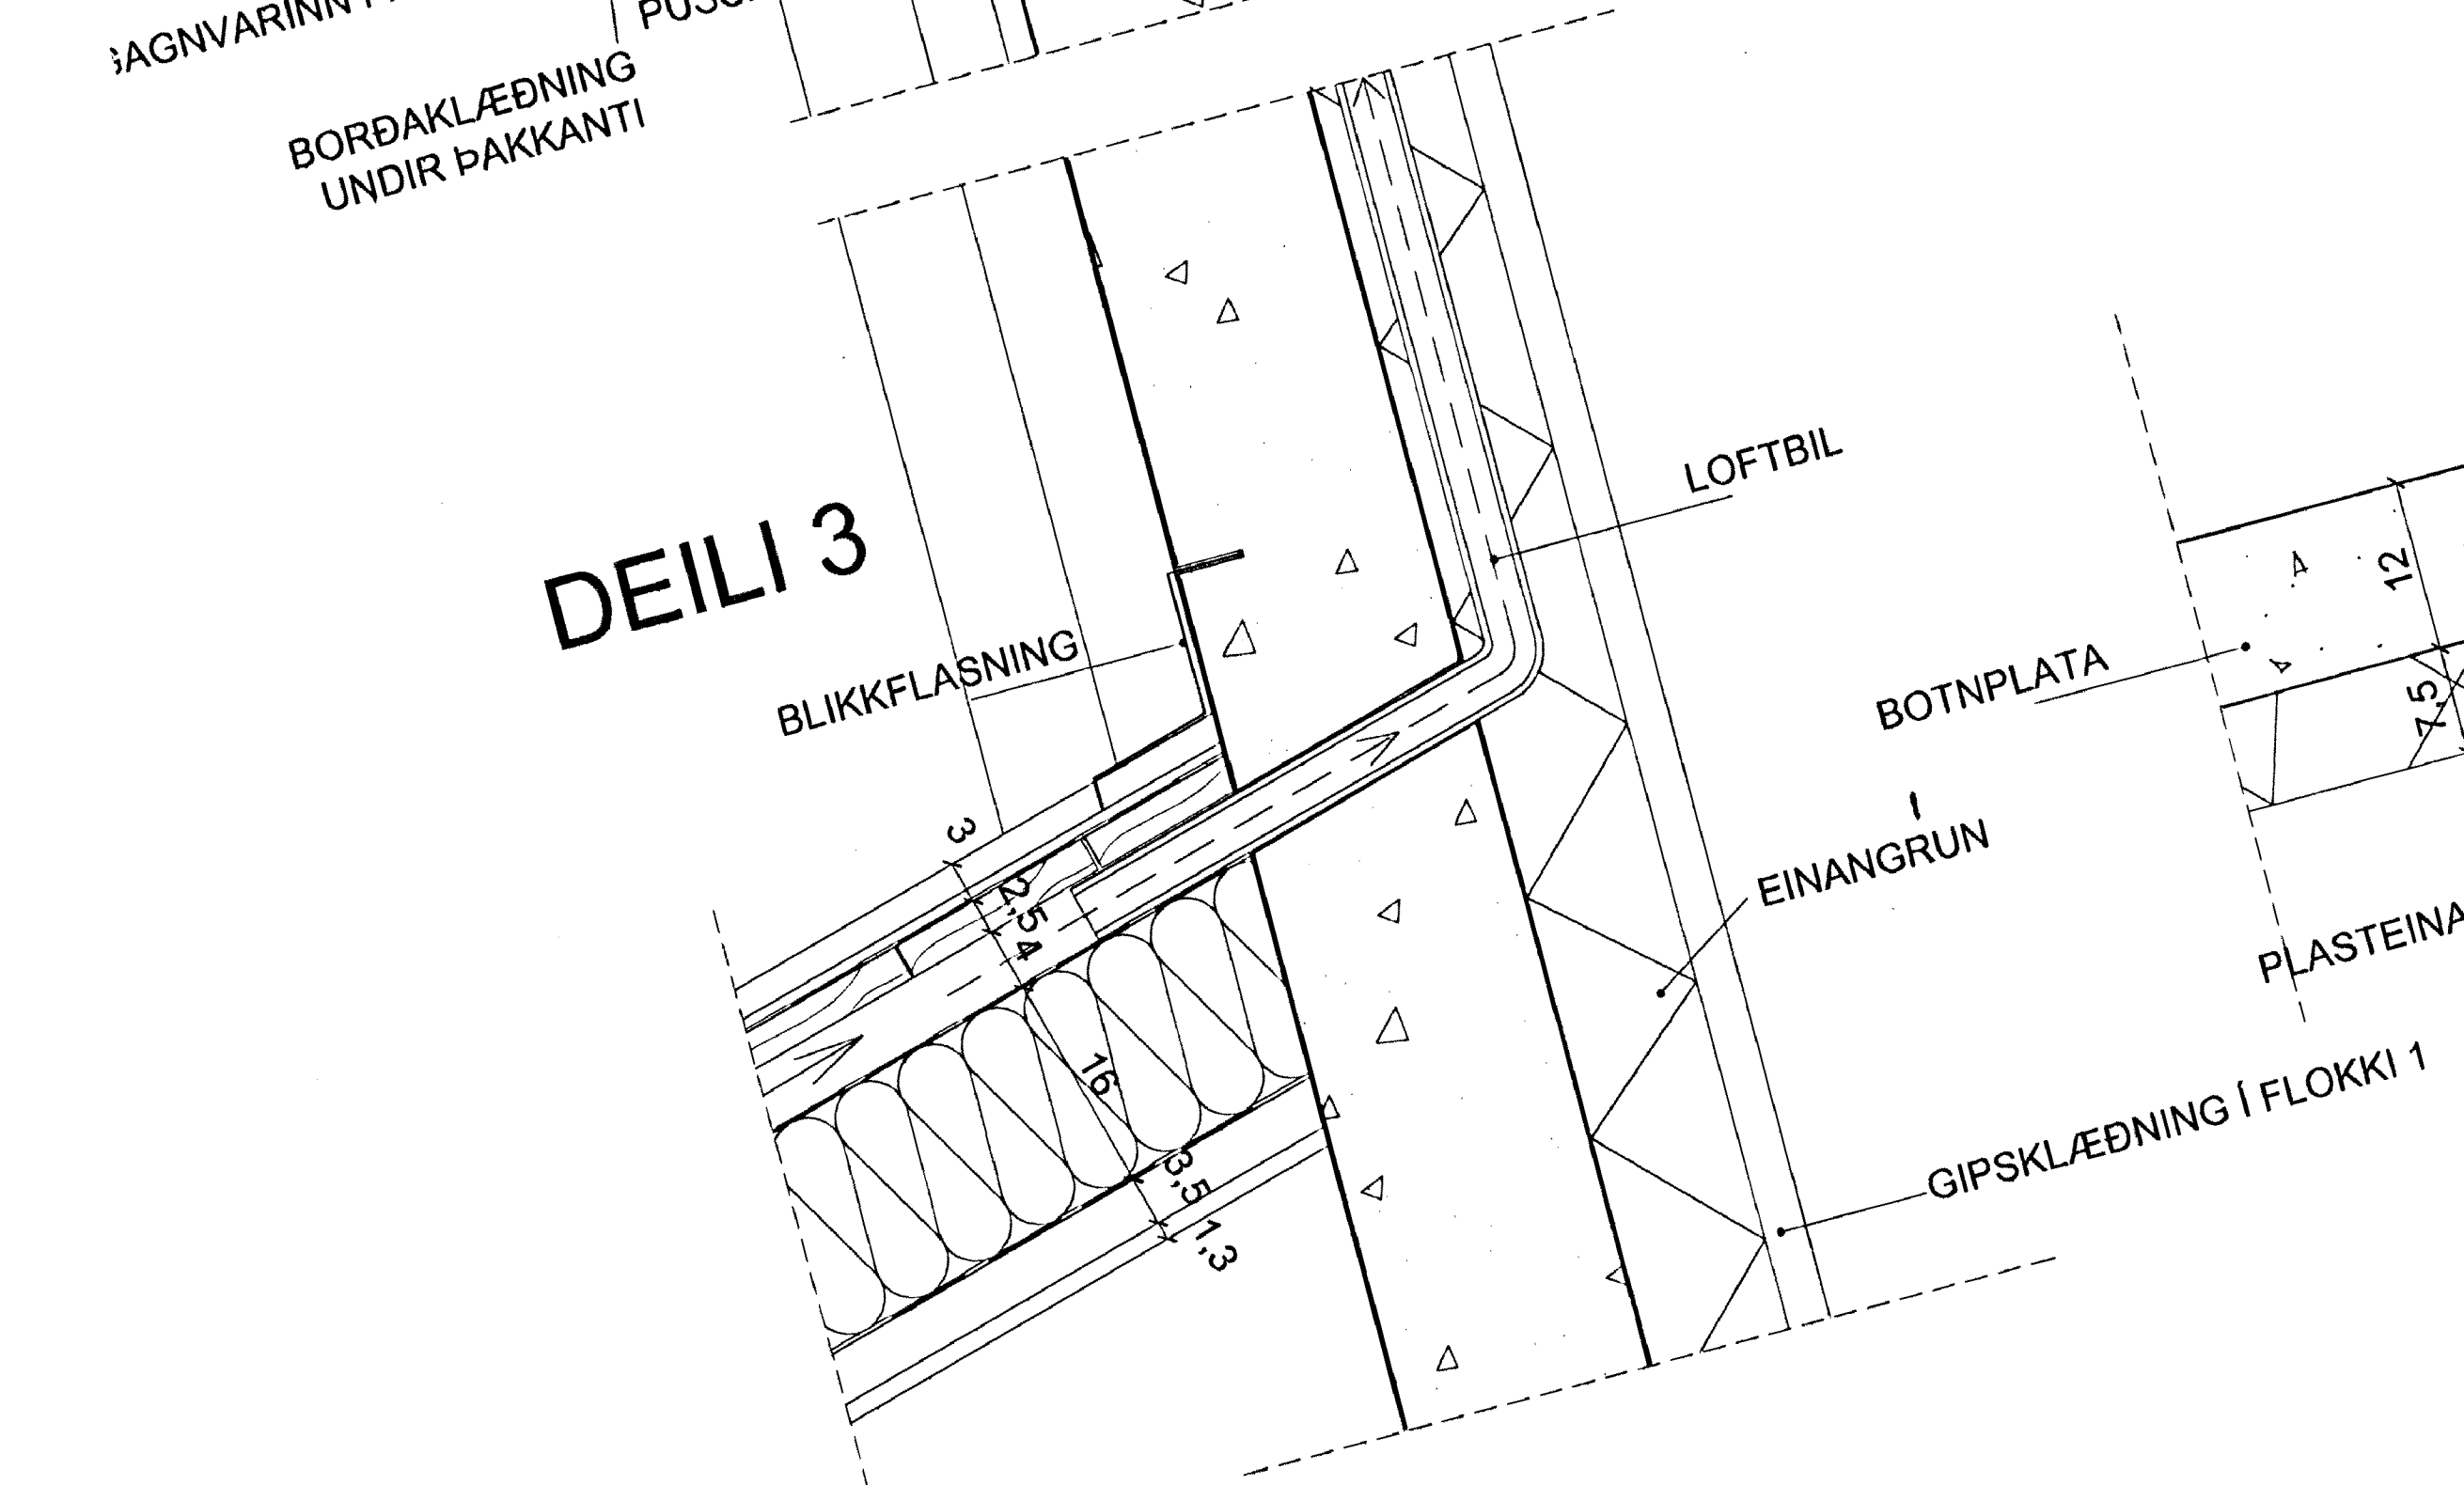 BORÐAKLÆÐNING
UNDIR ÞAKKANTI
DEILI 3
LOFTBIL
BLIKKFLASNING
BOTNPLATA
12
7,5
EINANGRUN
3
2,5
4
16
3,5
1,3
GIPSKLÆÐNING Í FLOKKI 1